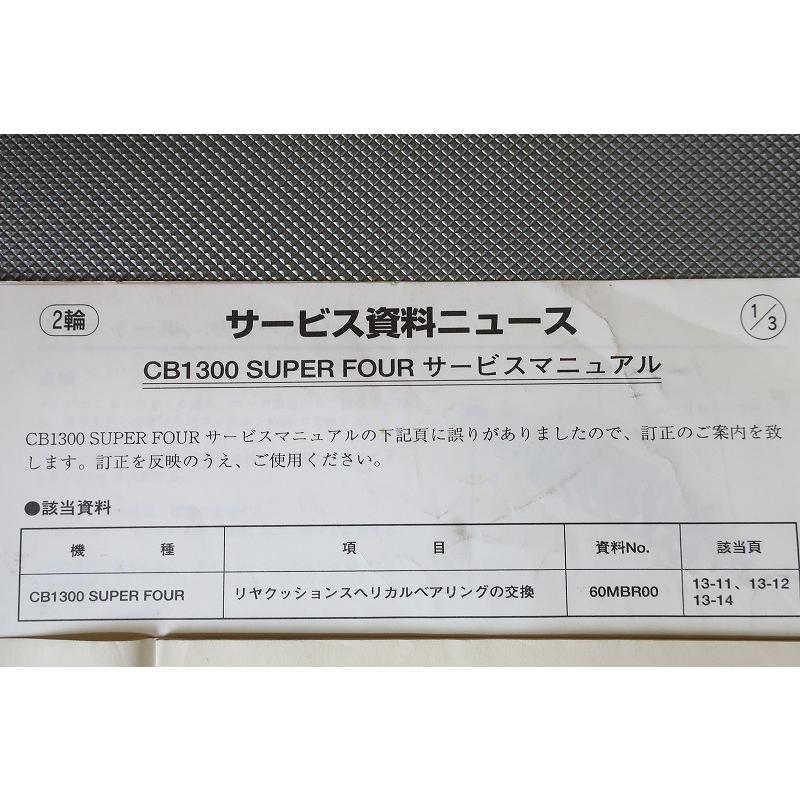 2輪
サービス資料ニュース
1/3
CB1300 SUPER FOUR サービスマニュアル
CB1300 SUPER FOUR サービスマニュアルの下記頁に誤りがありましたので、訂正のご案内を致
します。訂正を反映のうえ、ご使用ください。
●該当資料
機 種 項 目 資料No. 該当頁
CB1300 SUPER FOUR リヤクッションスヘリカルベアリングの交換 60MBR00 13-11、13-12
13-14